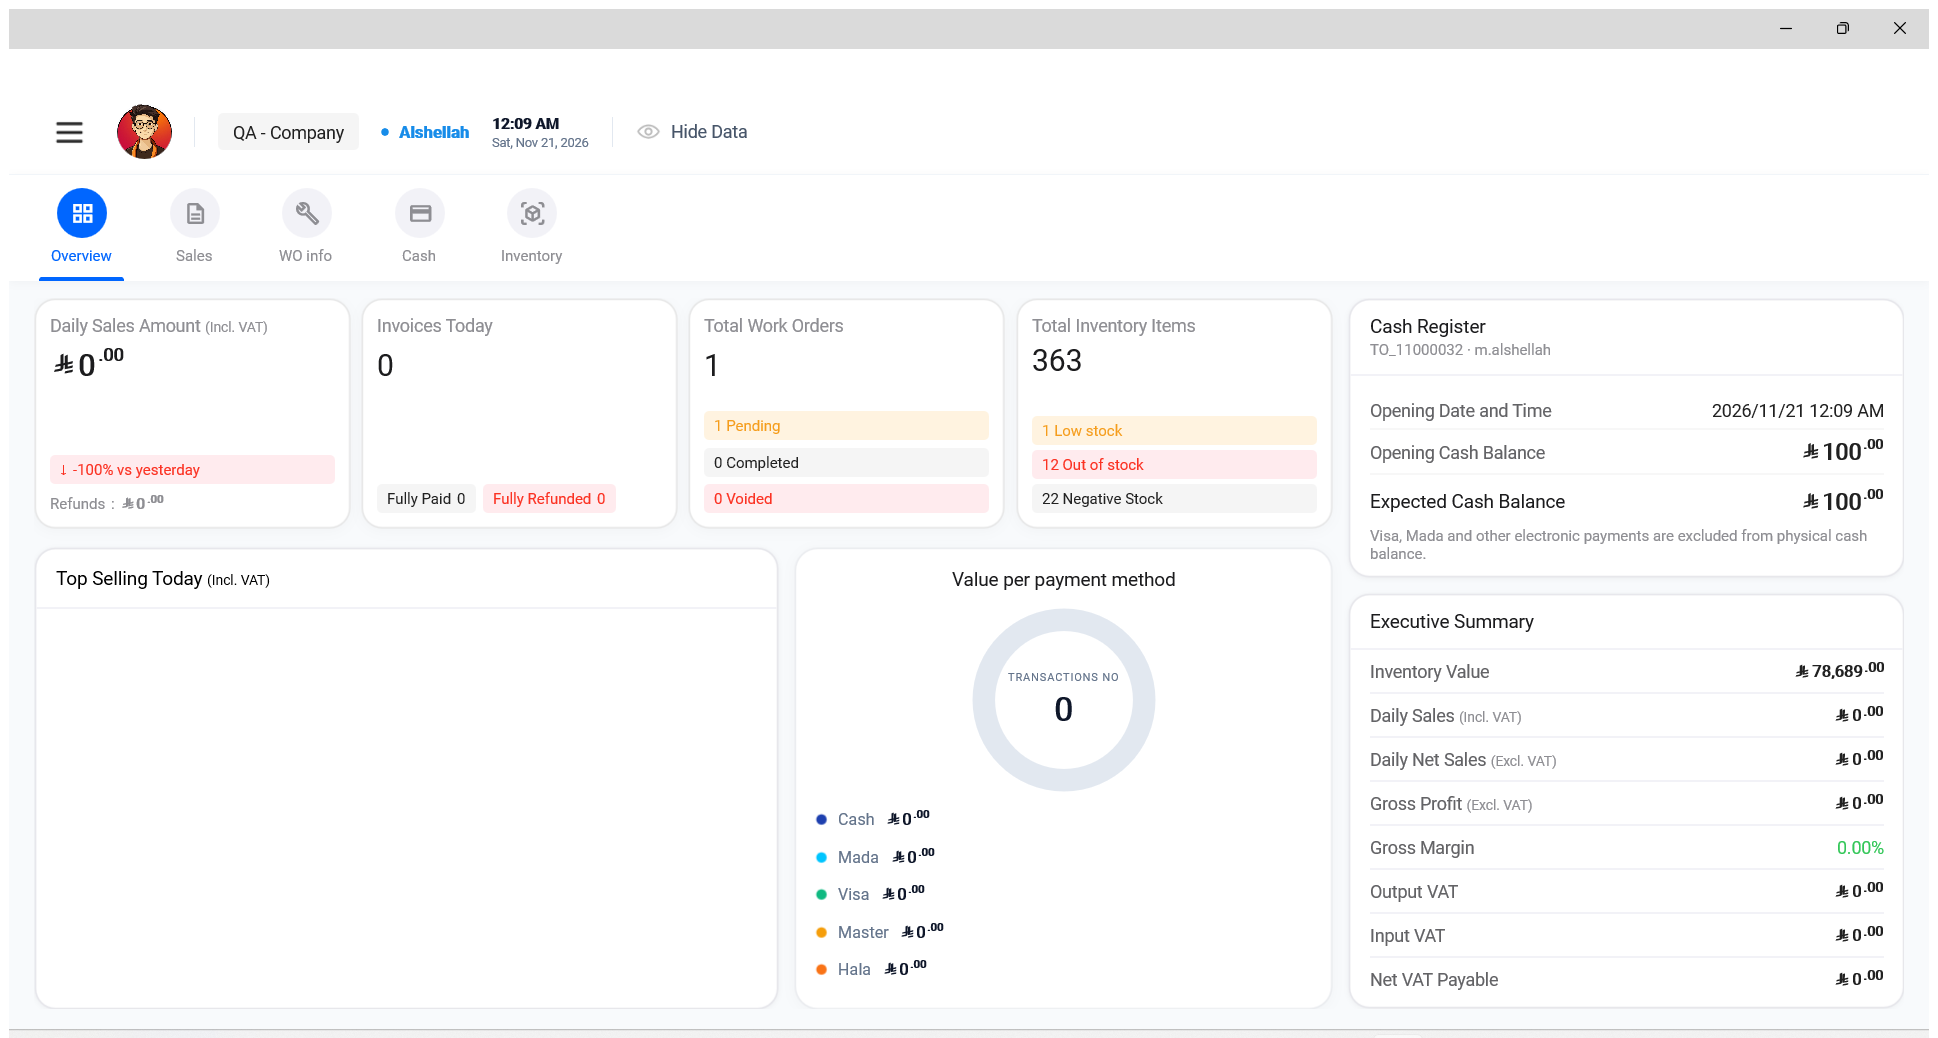 QA - Company
Alshellah
12:09 AM
Sat, Nov 21, 2026
Hide Data
Overview
Sales
WO info
Cash
Inventory
Daily Sales Amount (Incl. VAT)
⃁ 0.00
↓ -100% vs yesterday
Refunds : ⃁ 0.00
Invoices Today
0
Fully Paid 0
Fully Refunded 0
Total Work Orders
1
1 Pending
0 Completed
0 Voided
Total Inventory Items
363
1 Low stock
12 Out of stock
22 Negative Stock
Cash Register
TO_11000032 · m.alshellah
Opening Date and Time 2026/11/21 12:09 AM
Opening Cash Balance ⃁ 100.00
Expected Cash Balance ⃁ 100.00
Visa, Mada and other electronic payments are excluded from physical cash
balance.
Top Selling Today (Incl. VAT)
Value per payment method
TRANSACTIONS NO
0
Cash ⃁ 0.00
Mada ⃁ 0.00
Visa ⃁ 0.00
Master ⃁ 0.00
Hala ⃁ 0.00
Executive Summary
Inventory Value ⃁ 78,689.00
Daily Sales (Incl. VAT) ⃁ 0.00
Daily Net Sales (Excl. VAT) ⃁ 0.00
Gross Profit (Excl. VAT) ⃁ 0.00
Gross Margin 0.00%
Output VAT ⃁ 0.00
Input VAT ⃁ 0.00
Net VAT Payable ⃁ 0.00